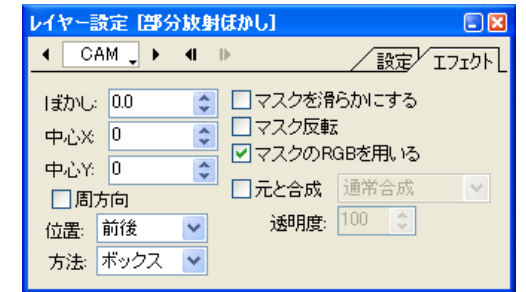 レイヤー設定 [部分放射ぼかし]
CAM
設定 エフェクト
ぼかし: 0.0
中心X: 0
中心Y: 0
周方向
位置: 前後
方法: ボックス
マスクを滑らかにする
マスク反転
マスクのRGBを用いる
元と合成 通常合成
透明度: 100